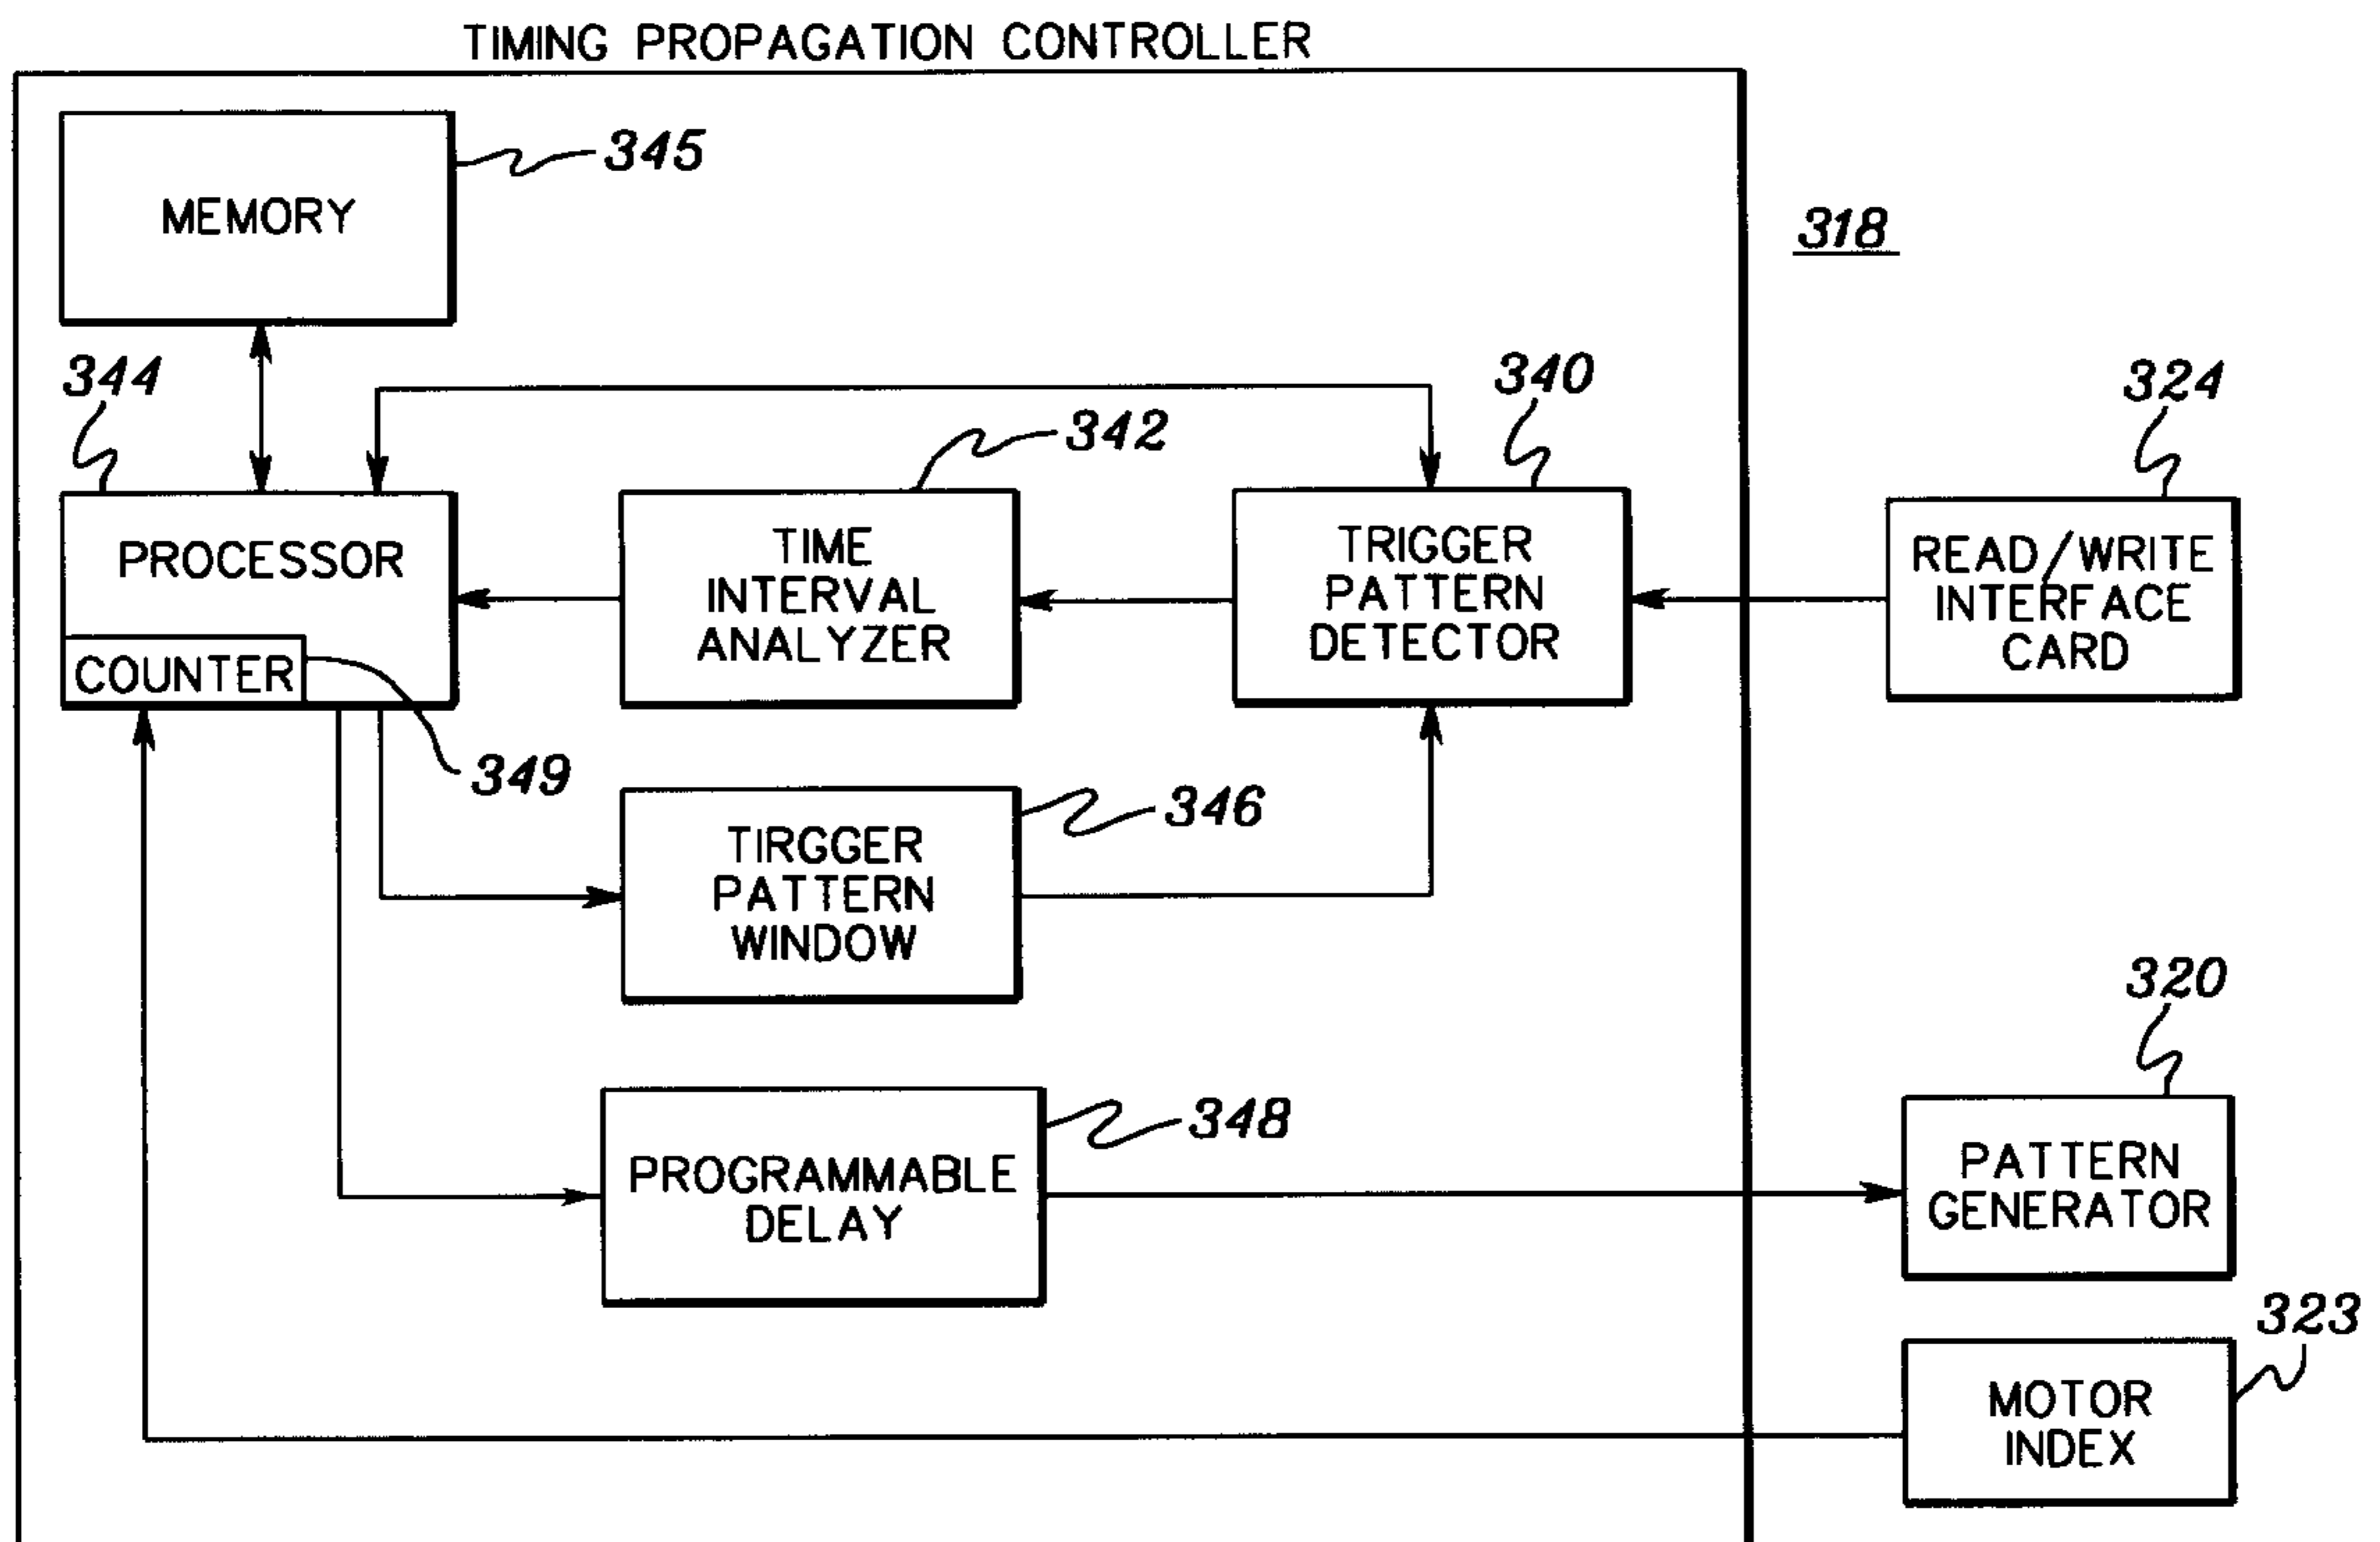 TIMING PROPAGATION CONTROLLER
345
MEMORY
318
344
340
324
342
PROCESSOR
COUNTER
TIME
INTERVAL
ANALYZER
TRIGGER
PATTERN
DETECTOR
READ/WRITE
INTERFACE
CARD
349
346
TIRGGER
PATTERN
WINDOW
320
348
PROGRAMMABLE
DELAY
PATTERN
GENERATOR
323
MOTOR
INDEX